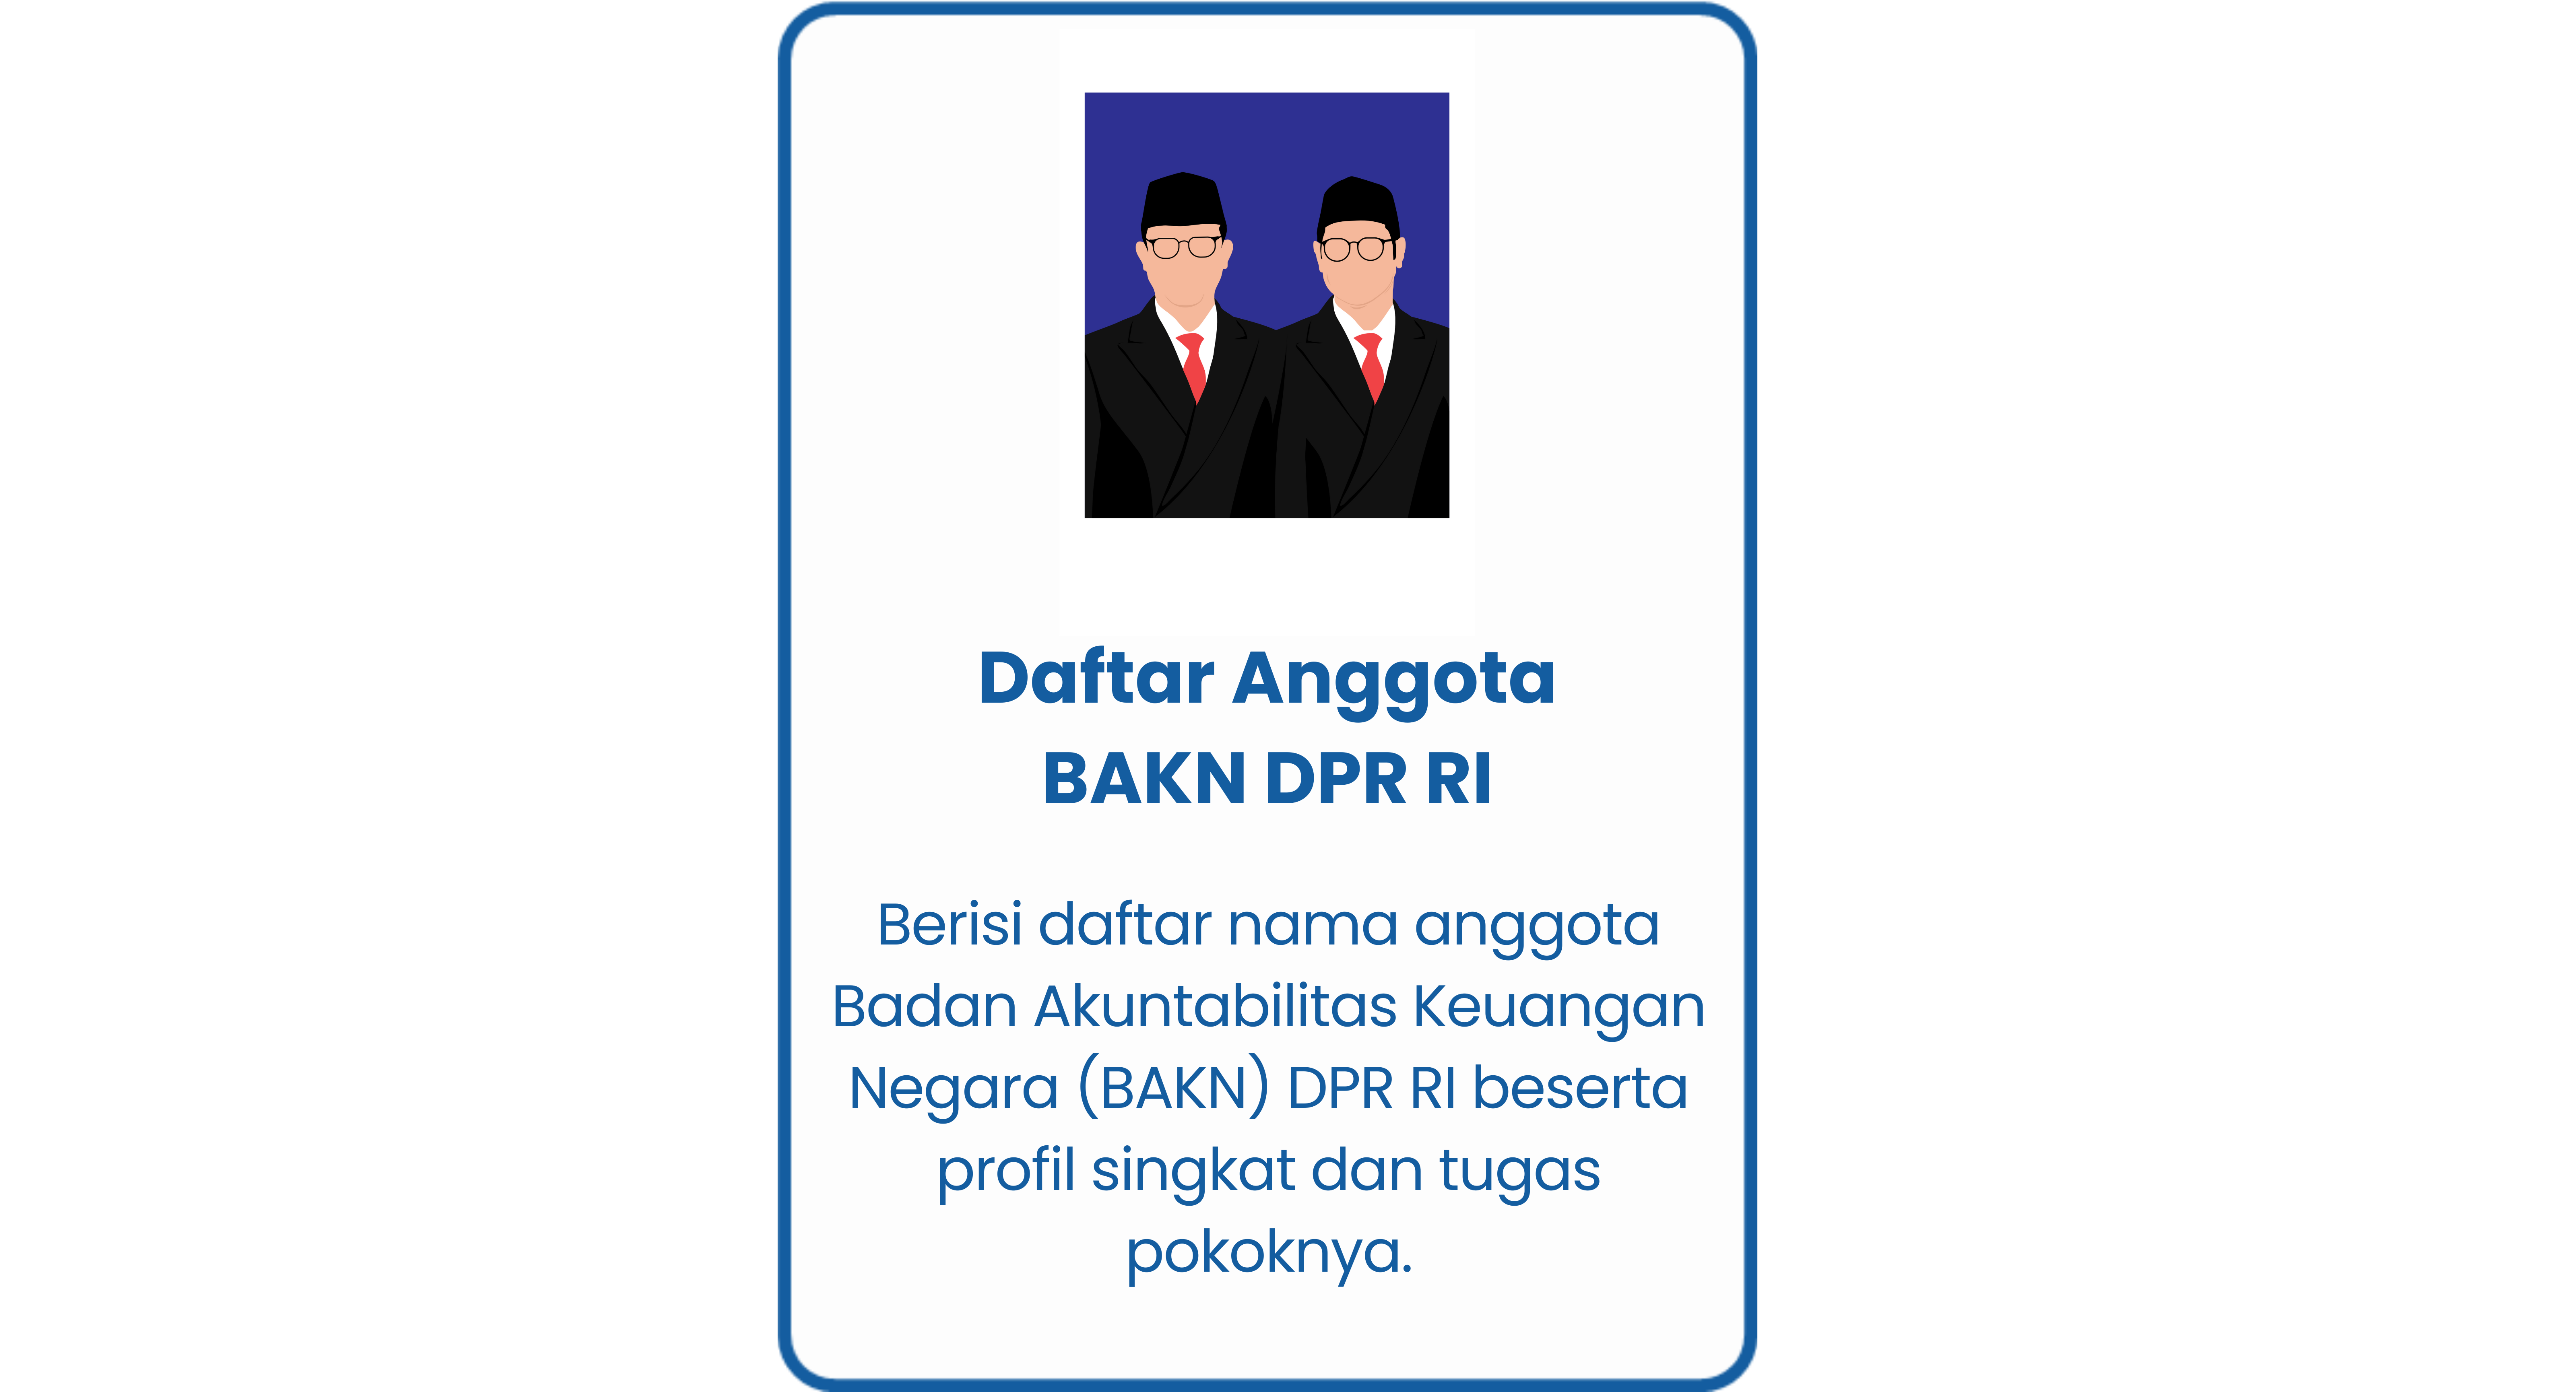 Daftar Anggota
BAKN DPR RI
Berisi daftar nama anggota
Badan Akuntabilitas Keuangan
Negara (BAKN) DPR RI beserta
profil singkat dan tugas
pokoknya.